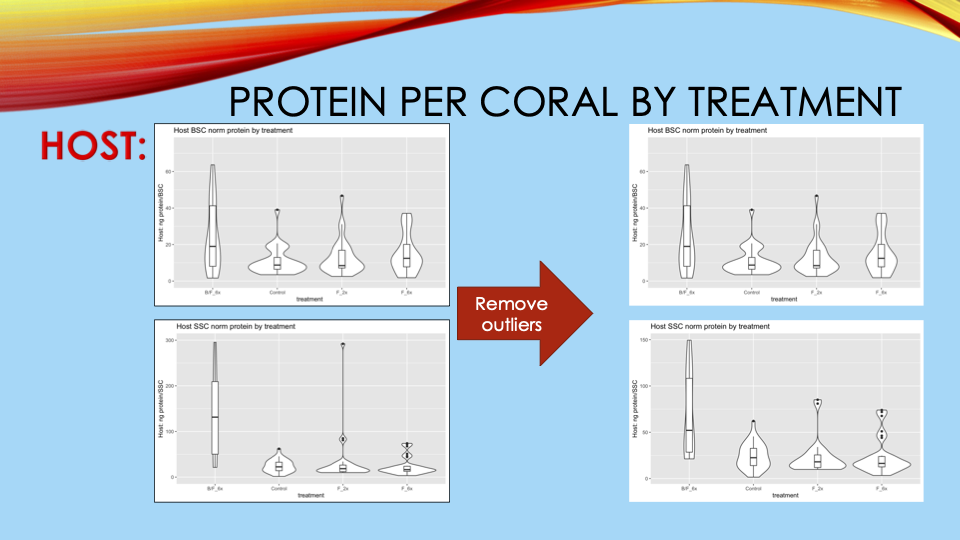 PROTEIN PER CORAL BY TREATMENT
HOST:
Host BSC norm protein by treatment
Host: ng protein/BSC
60
40
20
0
B/F_6x Control F_2x F_6x
treatment
Host SSC norm protein by treatment
Host: ng protein/SSC
300
200
100
0
B/F_6x Control F_2x F_6x
treatment
Remove
outliers
Host BSC norm protein by treatment
Host: ng protein/BSC
60
40
20
0
B/F_6x Control F_2x F_6x
treatment
Host SSC norm protein by treatment
Host: ng protein/SSC
150
100
50
0
B/F_6x Control F_2x F_6x
treatment